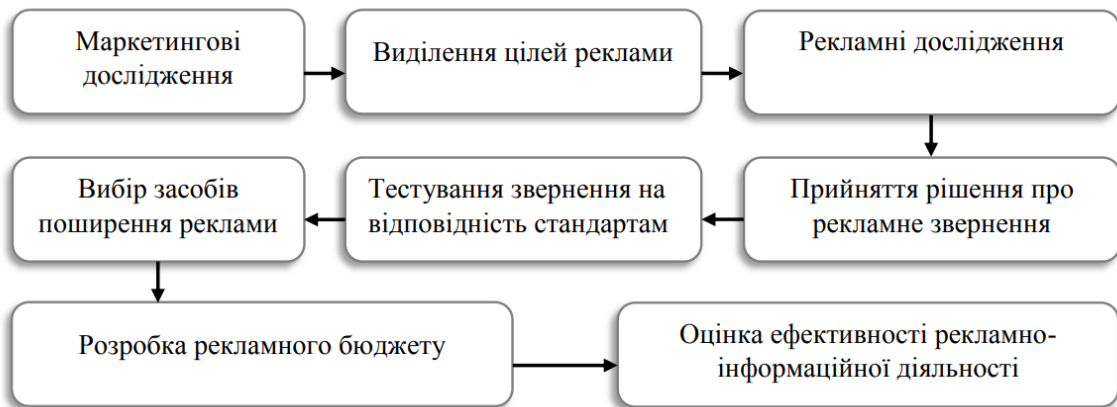 Маркетингові
дослідження
Виділення цілей реклами
Рекламні дослідження
Прийняття рішення про
рекламне звернення
Тестування звернення на
відповідність стандартам
Вибір засобів
поширення реклами
Розробка рекламного бюджету
Оцінка ефективності рекламно-
інформаційної діяльності